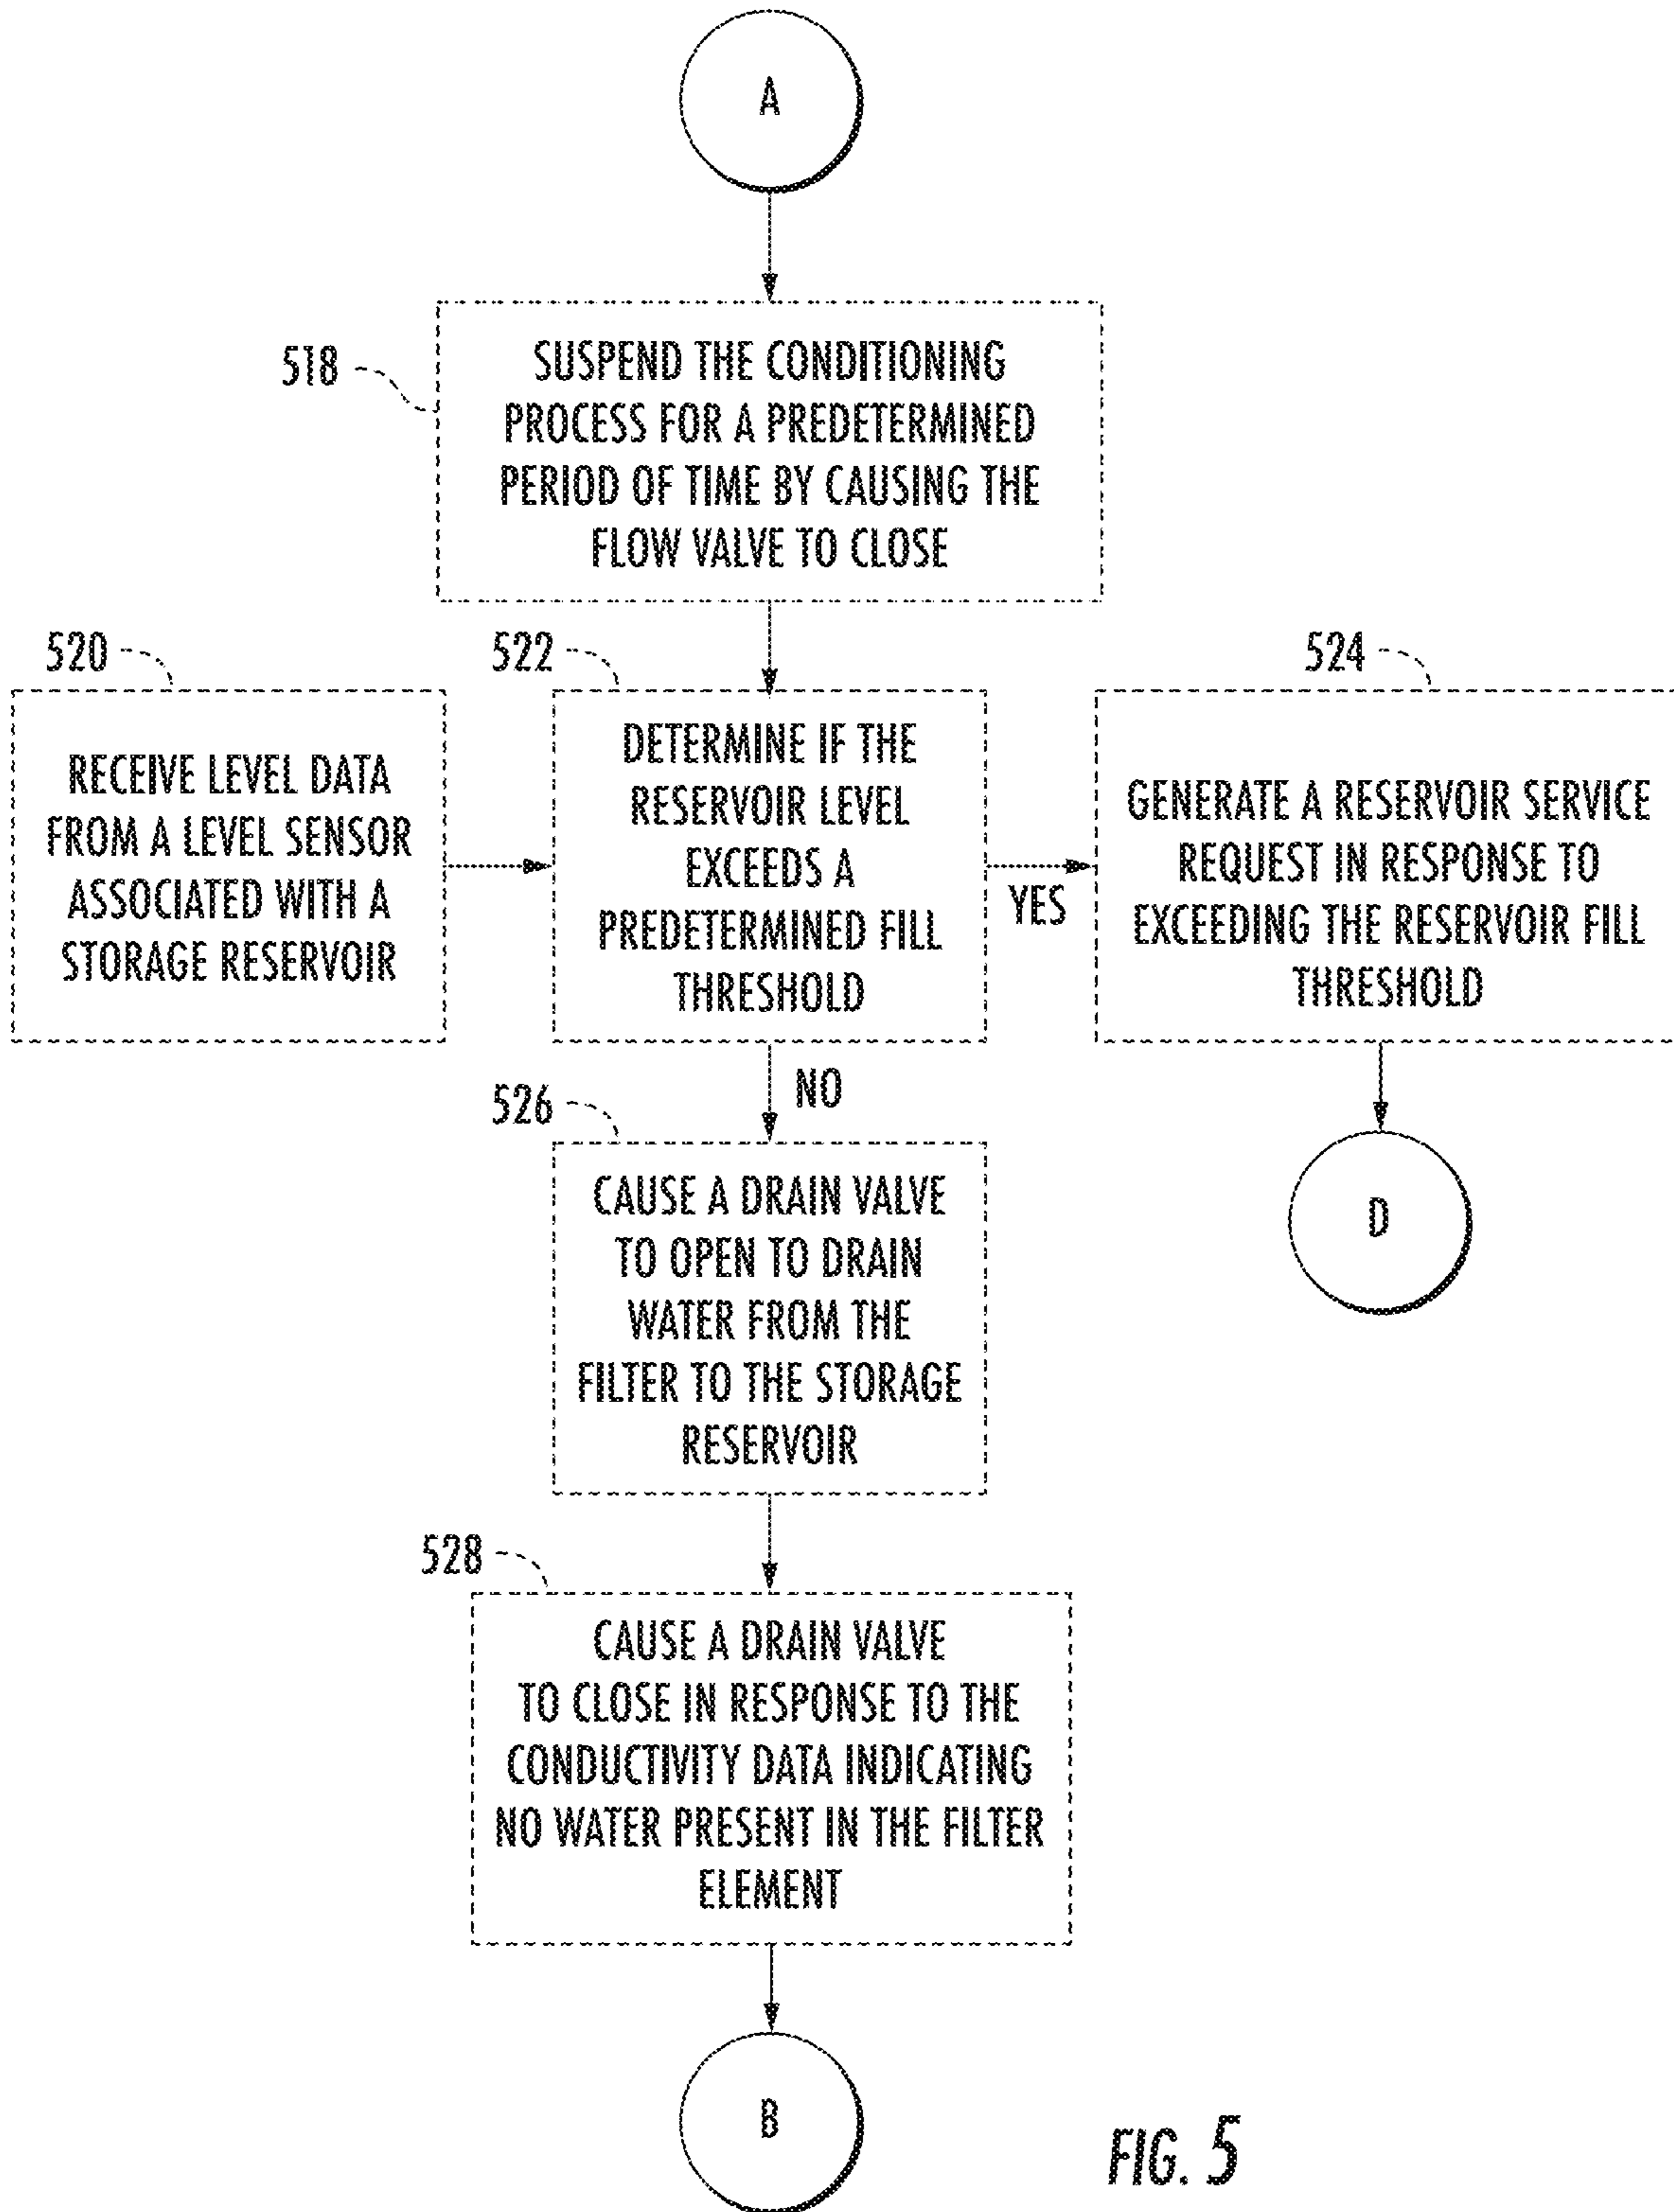 A
518
SUSPEND THE CONDITIONING
PROCESS FOR A PREDETERMINED
PERIOD OF TIME BY CAUSING THE
FLOW VALVE TO CLOSE
520
RECEIVE LEVEL DATA
FROM A LEVEL SENSOR
ASSOCIATED WITH A
STORAGE RESERVOIR
522
DETERMINE IF THE
RESERVOIR LEVEL
EXCEEDS A
PREDETERMINED FILL
THRESHOLD
YES
524
GENERATE A RESERVOIR SERVICE
REQUEST IN RESPONSE TO
EXCEEDING THE RESERVOIR FILL
THRESHOLD
D
NO
526
CAUSE A DRAIN VALVE
TO OPEN TO DRAIN
WATER FROM THE
FILTER TO THE STORAGE
RESERVOIR
528
CAUSE A DRAIN VALVE
TO CLOSE IN RESPONSE TO THE
CONDUCTIVITY DATA INDICATING
NO WATER PRESENT IN THE FILTER
ELEMENT
B
FIG. 5